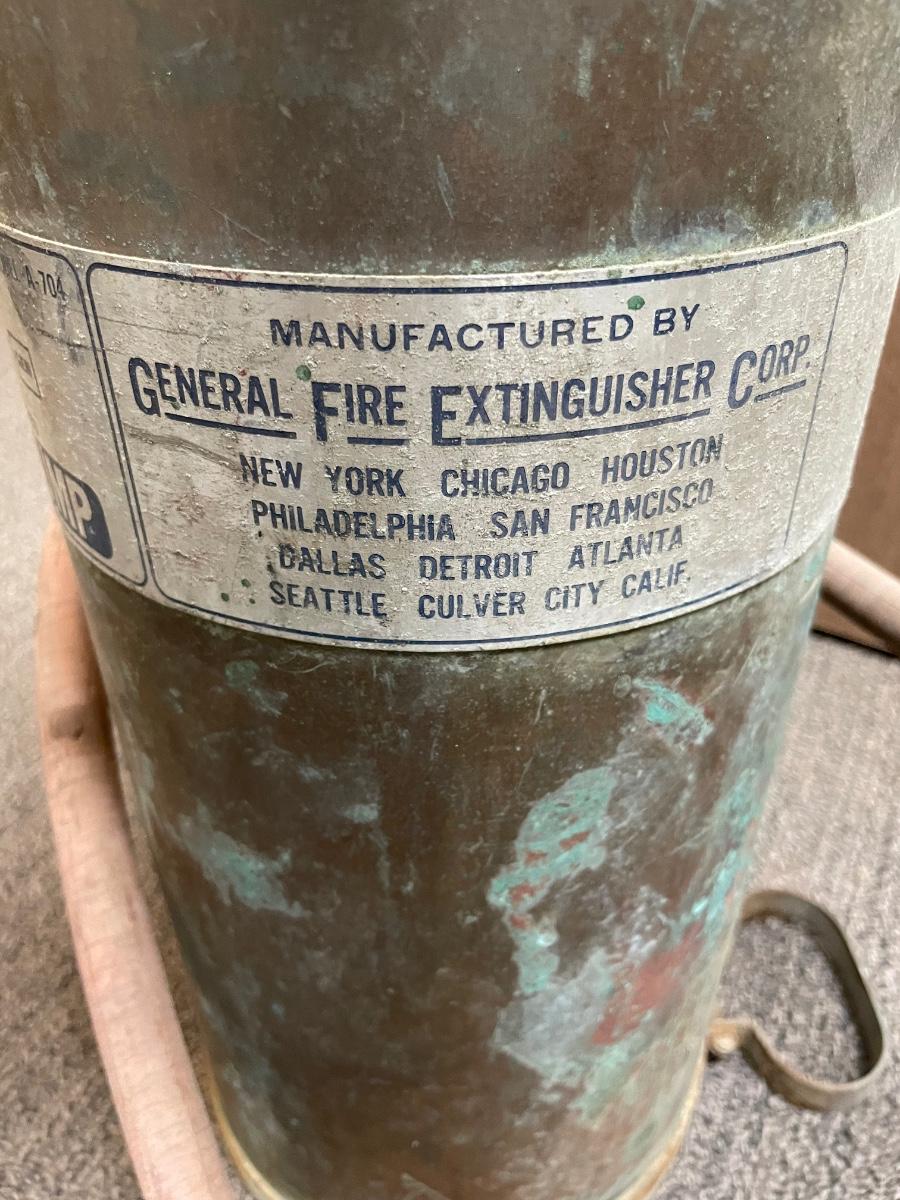 A-704
MANUFACTURED BY
GENERAL FIRE EXTINGUISHER CORP.
NEW YORK CHICAGO HOUSTON
PHILADELPHIA SAN FRANCISCO
DALLAS DETROIT ATLANTA
SEATTLE CULVER CITY CALIF.